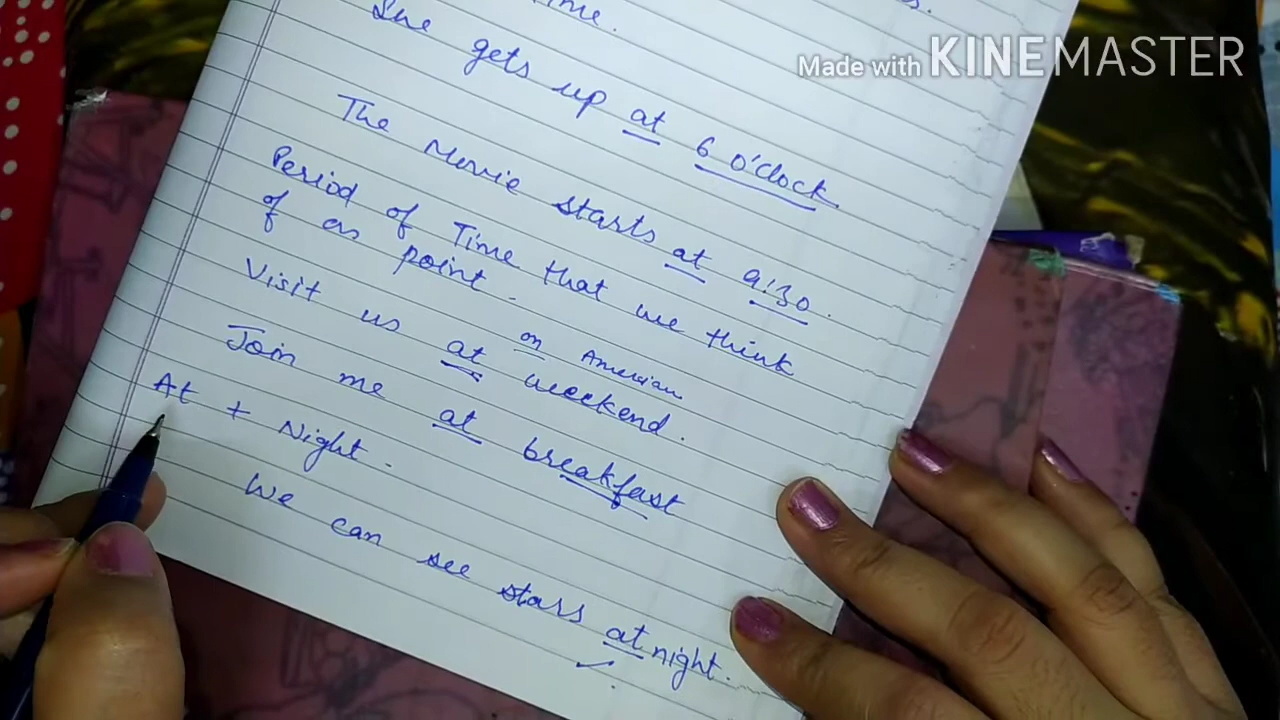 Made with KINEMASTER
ime.
She gets up at 6 O'clock
The Movie starts at 9:30.
Period of Time that we think
of as point.
on American
Visit us at weekend.
Join me at breakfast
At + Night.
We can see stars at night.